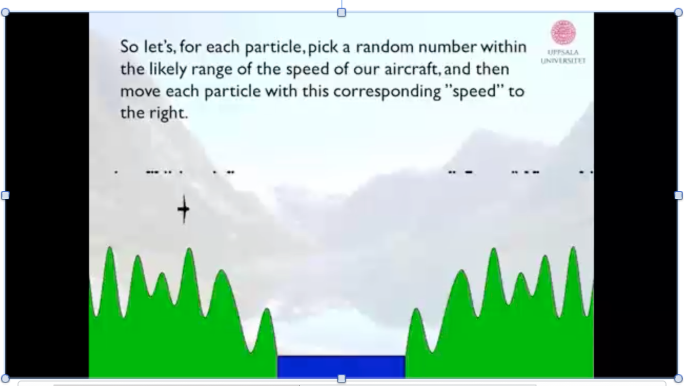 So let's, for each particle, pick a random number within
the likely range of the speed of our aircraft, and then
move each particle with this corresponding "speed" to
the right.
UPPSALA
UNIVERSITET